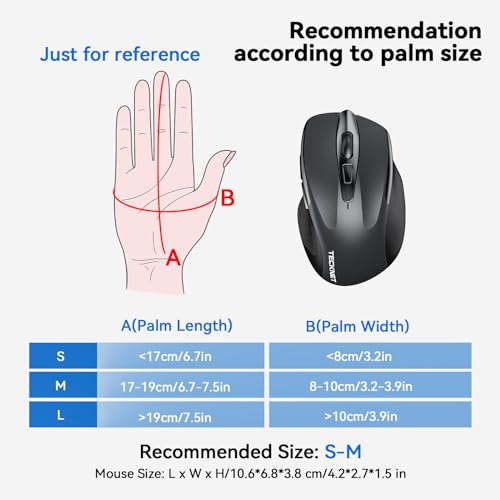 Recommendation
according to palm size
Just for reference
B
A
TECKNET
A(Palm Length)
B(Palm Width)
S
<17cm/6.7in
<8cm/3.2in
M
17-19cm/6.7-7.5in
8-10cm/3.2-3.9in
L
>19cm/7.5in
>10cm/3.9in
Recommended Size: S-M
Mouse Size: L x W x H/10.6*6.8*3.8 cm/4.2*2.7*1.5 in